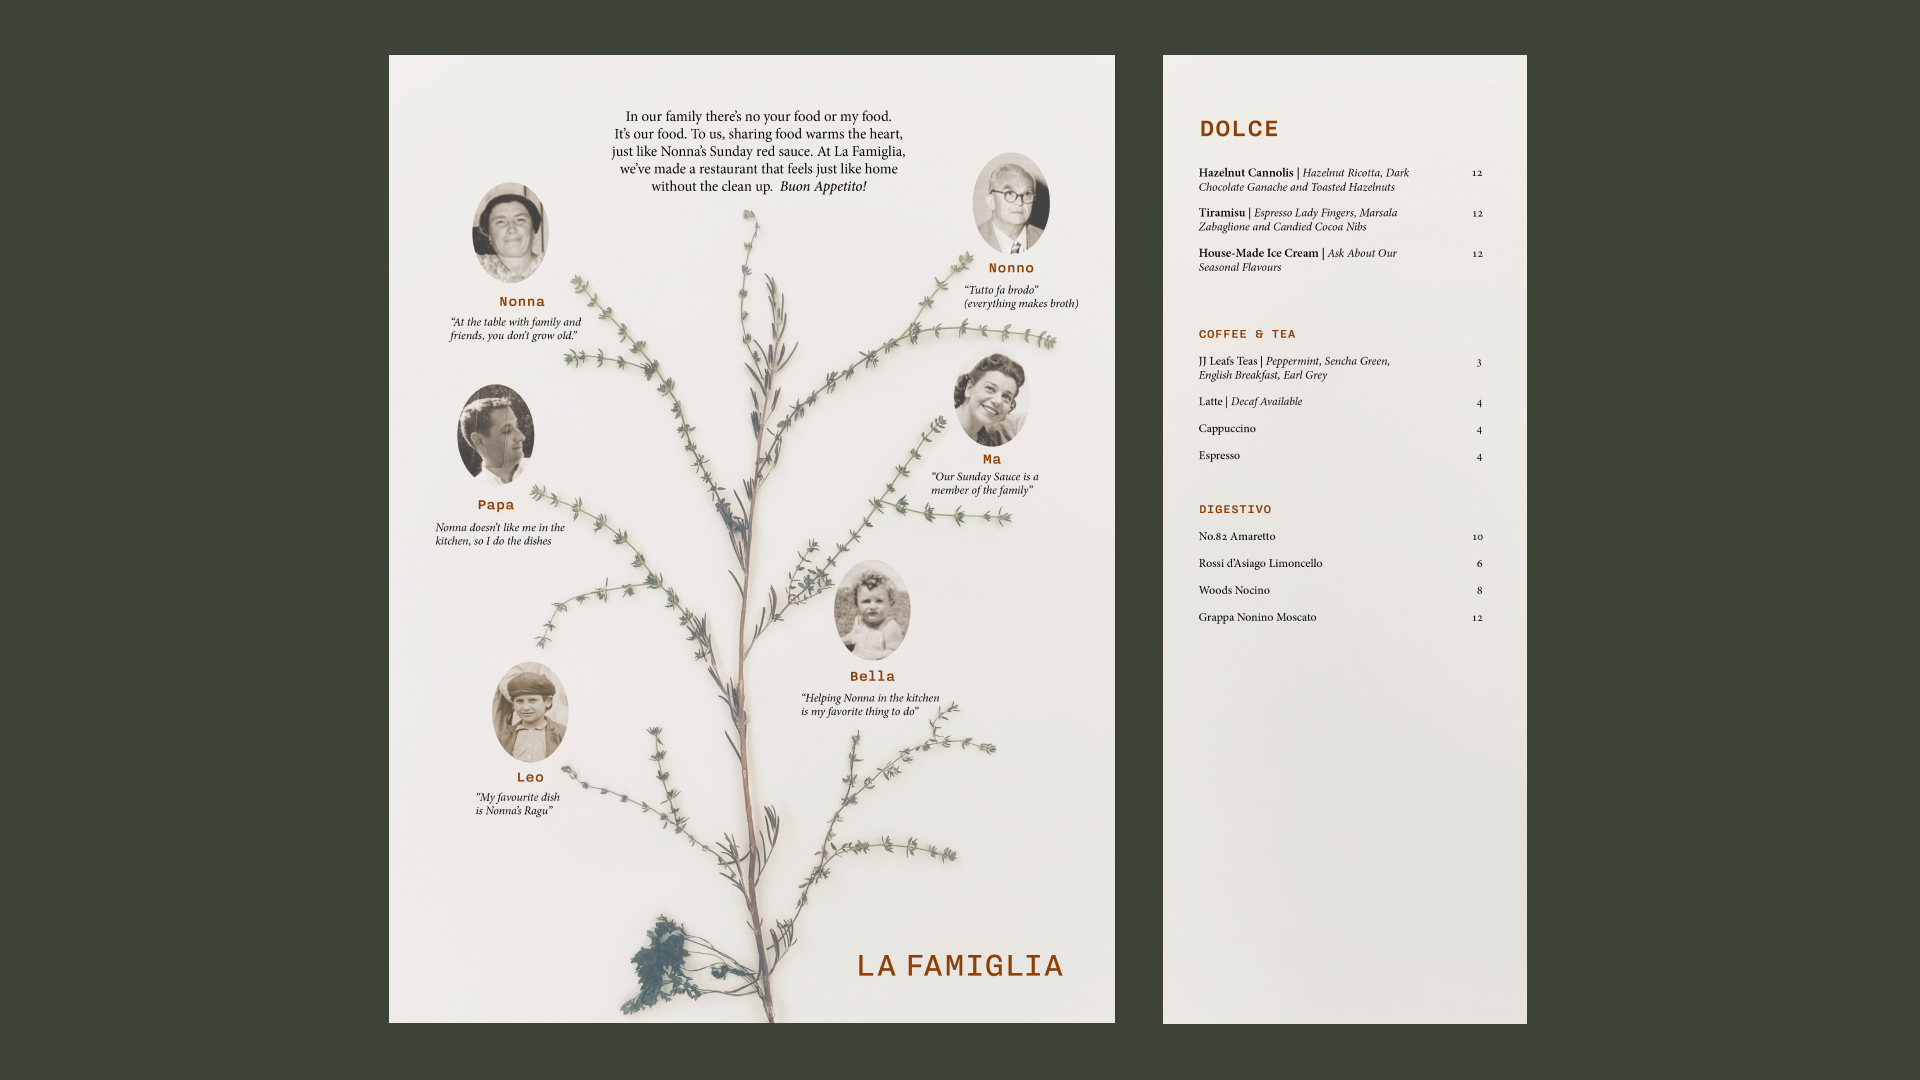 In our family there's no your food or my food.
It's our food. To us, sharing food warms the heart,
just like Nonna's Sunday red sauce. At La Famiglia,
we've made a restaurant that feels just like home
without the clean up. Buon Appetito!
Nonna
“At the table with family and
friends, you don't grow old.”
Nonno
“Tutto fa brodo”
(everything makes broth)
Papa
Nonna doesn't like me in the
kitchen, so I do the dishes
Ma
“Our Sunday Sauce is a
member of the family”
Bella
“Helping Nonna in the kitchen
is my favorite thing to do”
Leo
“My favourite dish
is Nonna's Ragu”
LA FAMIGLIA
DOLCE
Hazelnut Cannolis | Hazelnut Ricotta, Dark 12
Chocolate Ganache and Toasted Hazelnuts
Tiramisu | Espresso Lady Fingers, Marsala 12
Zabaglione and Candied Cocoa Nibs
House-Made Ice Cream | Ask About Our 12
Seasonal Flavours
COFFEE & TEA
JJ Leafs Teas | Peppermint, Sencha Green, 3
English Breakfast, Earl Grey
Latte | Decaf Available 4
Cappuccino 4
Espresso 4
DIGESTIVO
No.82 Amaretto 10
Rossi d'Asiago Limoncello 6
Woods Nocino 8
Grappa Nonino Moscato 12